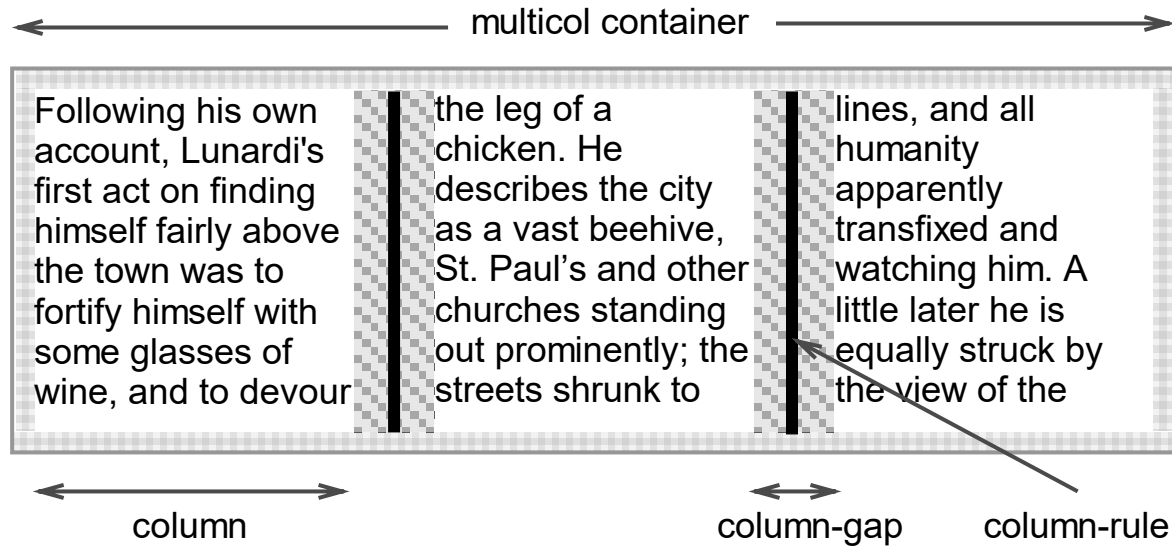 multicol container
Following his own
account, Lunardi's
first act on finding
himself fairly above
the town was to
fortify himself with
some glasses of
wine, and to devour
the leg of a
chicken. He
describes the city
as a vast beehive,
St. Paul’s and other
churches standing
out prominently; the
streets shrunk to
lines, and all
humanity
apparently
transfixed and
watching him. A
little later he is
equally struck by
the view of the
column
column-gap
column-rule